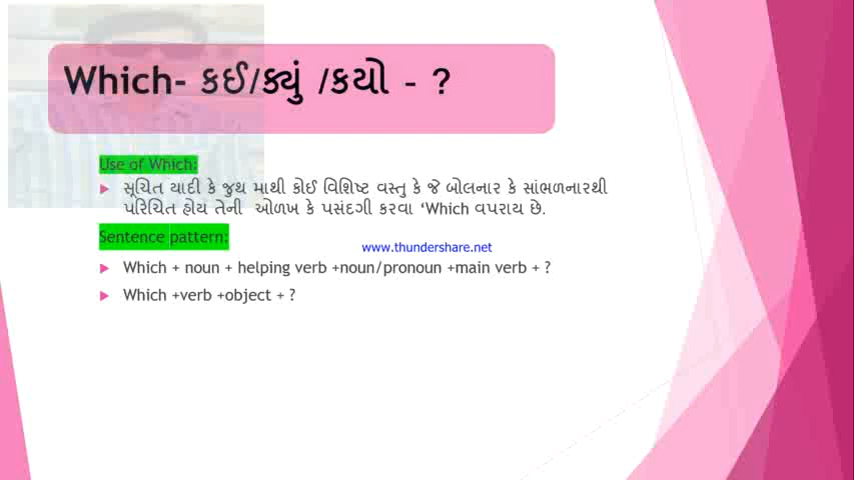 Which- કઈ/ક્યું /કયો - ?
Use of Which:
સૂચિત યાદી કે જુથ માથી કોઈ વિશિષ્ટ વસ્તુ કે જે બોલનાર કે સાંભળનારથી
પરિચિત હોય તેની ઓળખ કે પસંદગી કરવા ‘Which વપરાય છે.
Sentence pattern:
www.thundershare.net
Which + noun + helping verb +noun/pronoun +main verb + ?
Which +verb +object + ?